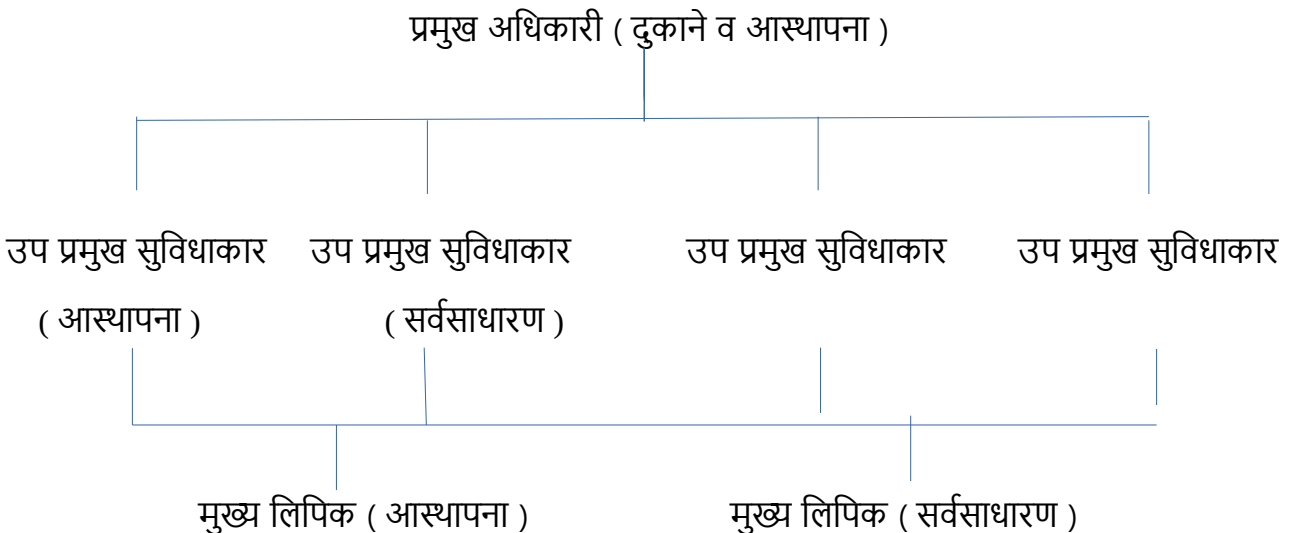 प्रमुख अधिकारी ( दुकाने व आस्थापना )
उप प्रमुख सुविधाकार उप प्रमुख सुविधाकार उप प्रमुख सुविधाकार उप प्रमुख सुविधाकार
( आस्थापना ) ( सर्वसाधारण )
मुख्य लिपिक ( आस्थापना ) मुख्य लिपिक ( सर्वसाधारण )